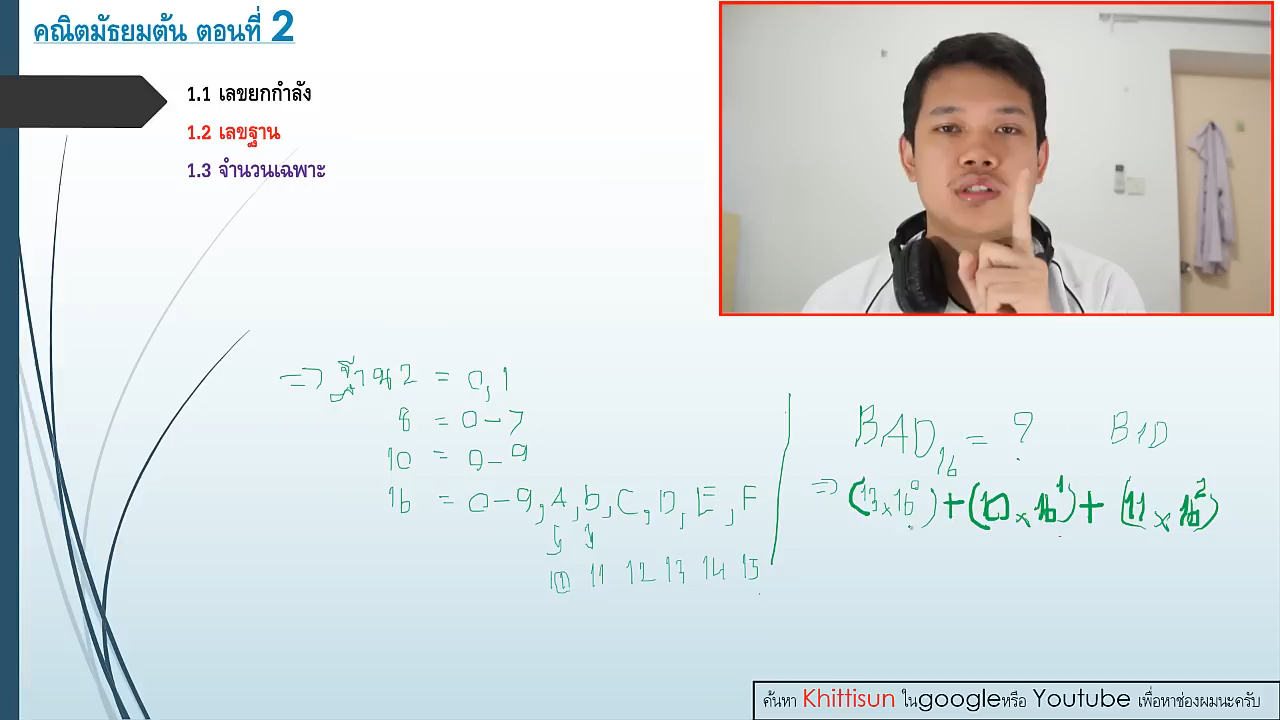 คณิตมัธยมต้น ตอนที่ 2
1.1 เลขยกกำลัง
1.2 เลขฐาน
1.3 จำนวนเฉพาะ
=> ฐาน 2 = 0, 1
8 = 0 - 7
10 = 0 - 9
16 = 0 - 9, A, b, C, D, E, F
10 11 12 13 14 15
BAD₁₆ = ?
=> (13 × 16⁰) + (10 × 16¹) + (11 × 16²)
ค้นหา Khittisun ในgoogleหรือ Youtube เพื่อหาช่องผมนะครับ